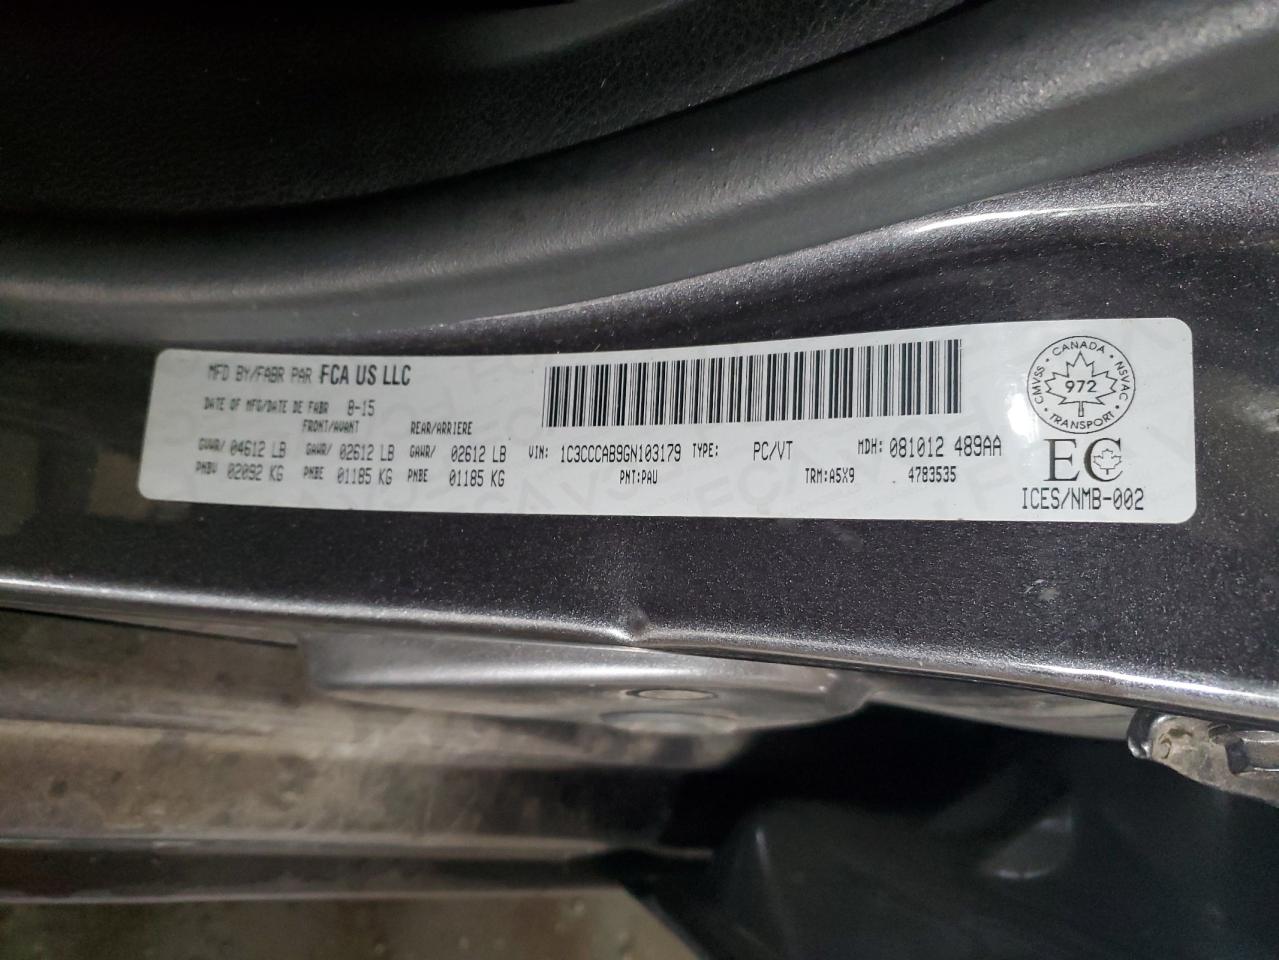 MFD BY/FABR PAR FCA US LLC
DATE OF MFG/DATE DE FABR 8-15
FRONT/AVANT REAR/ARRIERE
GVWR/ 04612 LB GAWR/ 02612 LB GAWR/ 02612 LB
PNBV 02092 KG PNBE 01185 KG PNBE 01185 KG
VIN: 1C3CCCAB9GN103179 TYPE: PC/VT MDH: 081012 489AA
PNT:PAU TRM:A5X9 4783535
CANADA
CMVSS · NSVAC
972
TRANSPORT
EC
ICES/NMB-002